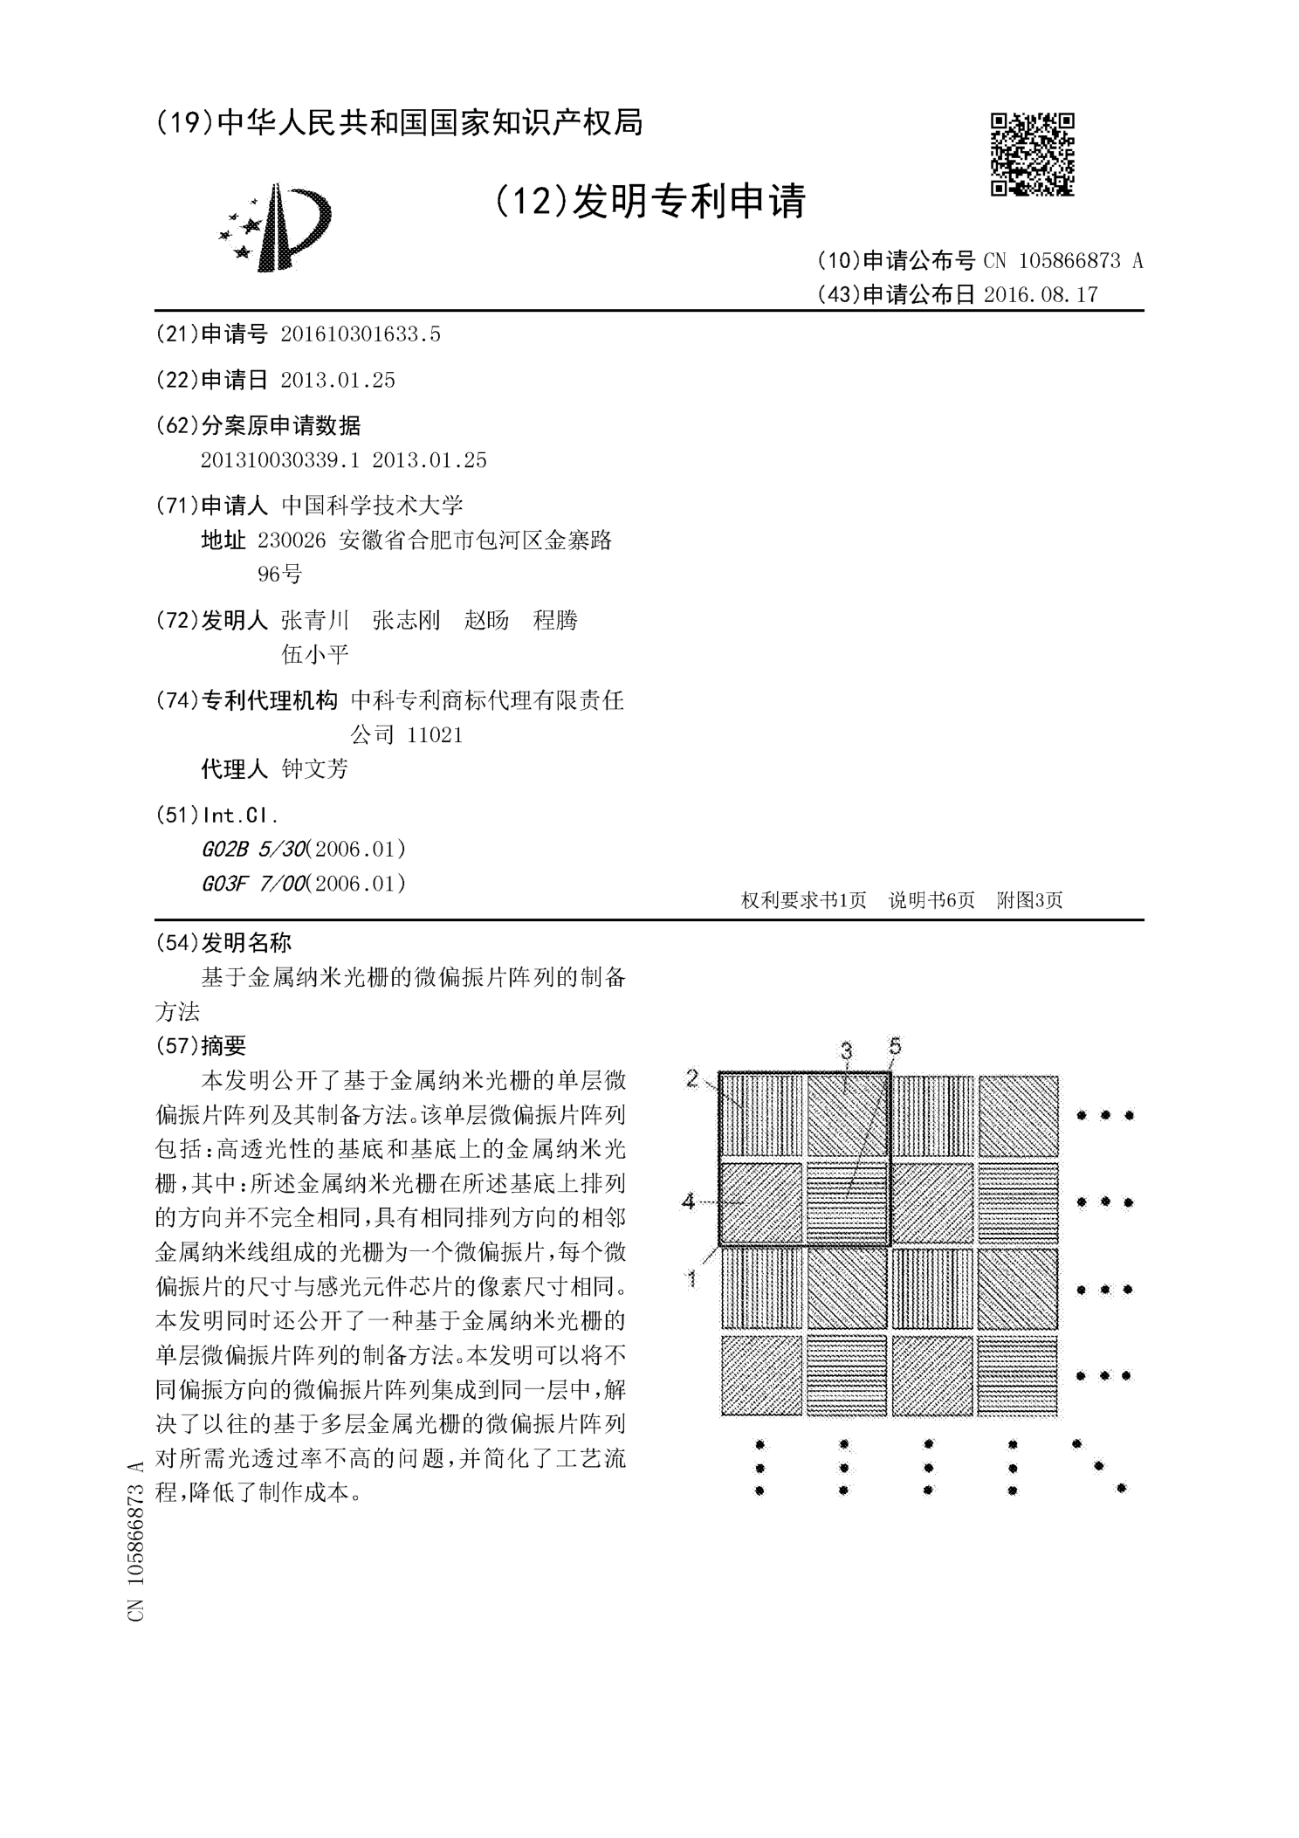 (19)中华人民共和国国家知识产权局
(12)发明专利申请
(10)申请公布号 CN 105866873 A
(43)申请公布日 2016.08.17
(21)申请号 201610301633.5
(22)申请日 2013.01.25
(62)分案原申请数据
201310030339.1 2013.01.25
(71)申请人 中国科学技术大学
地址 230026 安徽省合肥市包河区金寨路
96号
(72)发明人 张青川 张志刚 赵旸 程腾
伍小平
(74)专利代理机构 中科专利商标代理有限责任
公司 11021
代理人 钟文芳
(51)Int.Cl.
G02B 5/30(2006.01)
G03F 7/00(2006.01)
权利要求书1页 说明书6页 附图3页
(54)发明名称
基于金属纳米光栅的微偏振片阵列的制备
方法
(57)摘要
本发明公开了基于金属纳米光栅的单层微
偏振片阵列及其制备方法。该单层微偏振片阵列
包括:高透光性的基底和基底上的金属纳米光
栅,其中:所述金属纳米光栅在所述基底上排列
的方向并不完全相同,具有相同排列方向的相邻
金属纳米线组成的光栅为一个微偏振片,每个微
偏振片的尺寸与感光元件芯片的像素尺寸相同。
本发明同时还公开了一种基于金属纳米光栅的
单层微偏振片阵列的制备方法。本发明可以将不
同偏振方向的微偏振片阵列集成到同一层中,解
决了以往的基于多层金属光栅的微偏振片阵列
对所需光透过率不高的问题,并简化了工艺流
程,降低了制作成本。
3 5
2
4
1
CN 105866873 A